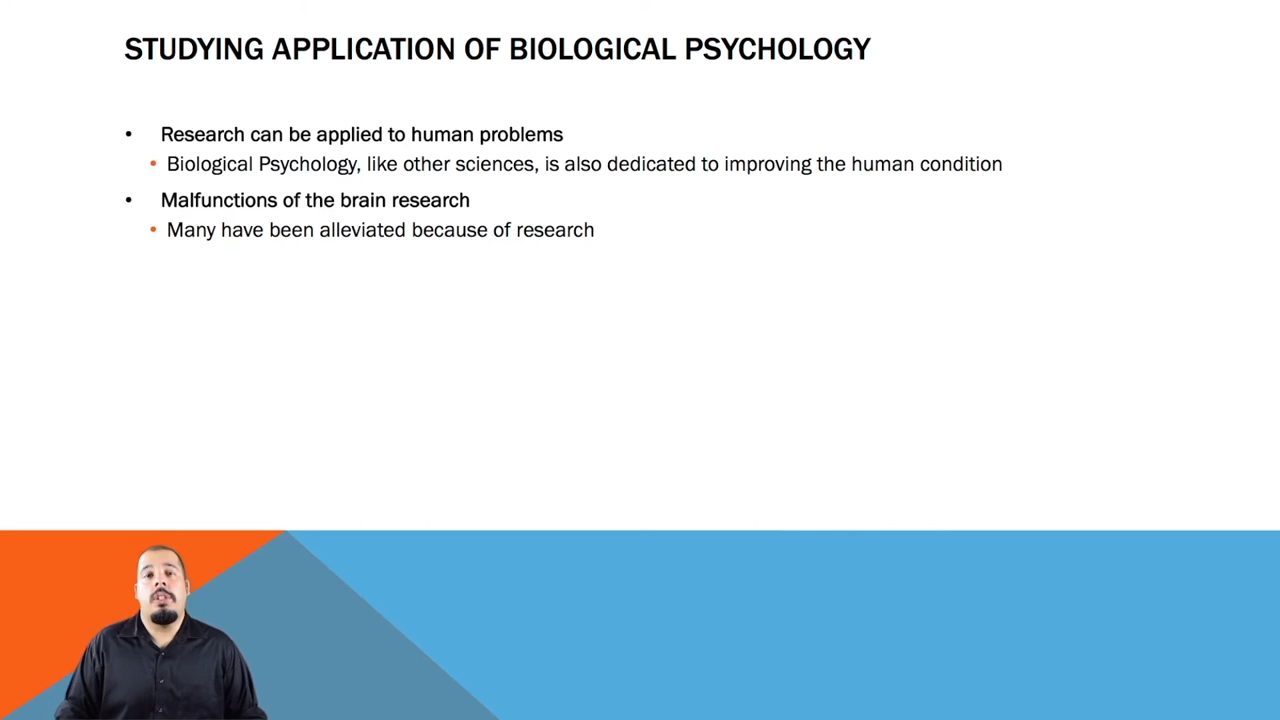 STUDYING APPLICATION OF BIOLOGICAL PSYCHOLOGY
• Research can be applied to human problems
• Biological Psychology, like other sciences, is also dedicated to improving the human condition
• Malfunctions of the brain research
• Many have been alleviated because of research